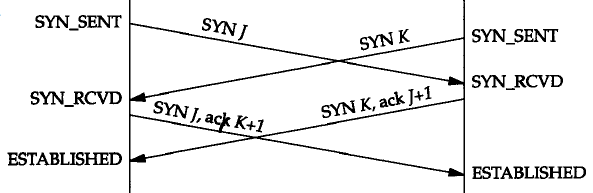 SYN_SENT
SYN J
SYN K
SYN_SENT
SYN_RCVD
SYN_RCVD
SYN J, ack K+1
SYN K, ack J+1
ESTABLISHED
ESTABLISHED